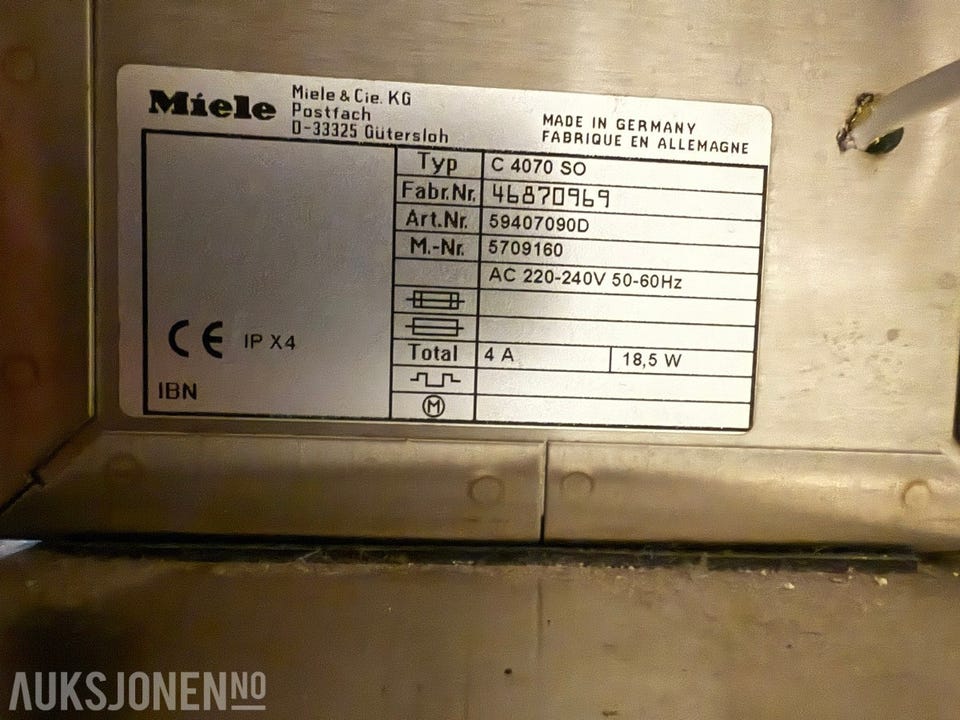 Miele
Miele & Cie. KG
Postfach
D-33325 Gütersloh
MADE IN GERMANY
FABRIQUE EN ALLEMAGNE
Typ C 4070 SO
Fabr.Nr. 46870969
Art.Nr. 59407090D
M.-Nr. 5709160
AC 220-240V 50-60Hz
Total 4 A 18,5 W
M
CE IP X4
IBN
AUKSJONEN.NO